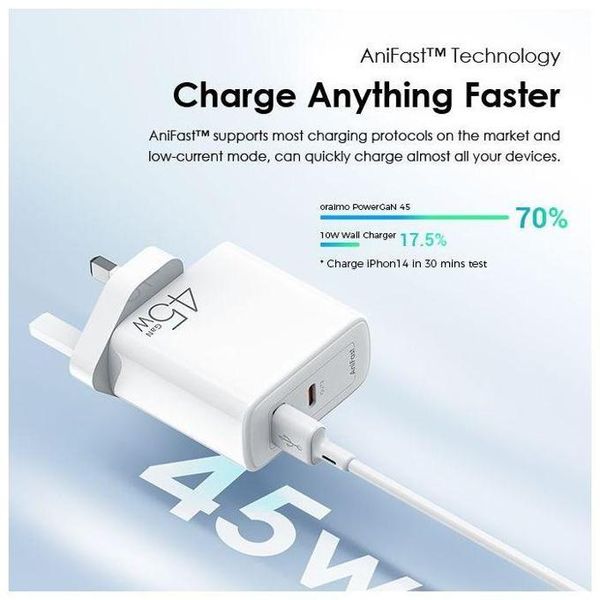 AniFast™ Technology
Charge Anything Faster
AniFast™ supports most charging protocols on the market and
low-current mode, can quickly charge almost all your devices.
oraimo PowerGaN 45
70%
10W Wall Charger 17.5%
* Charge iPhon14 in 30 mins test
45W
GaN
AniFast
45W